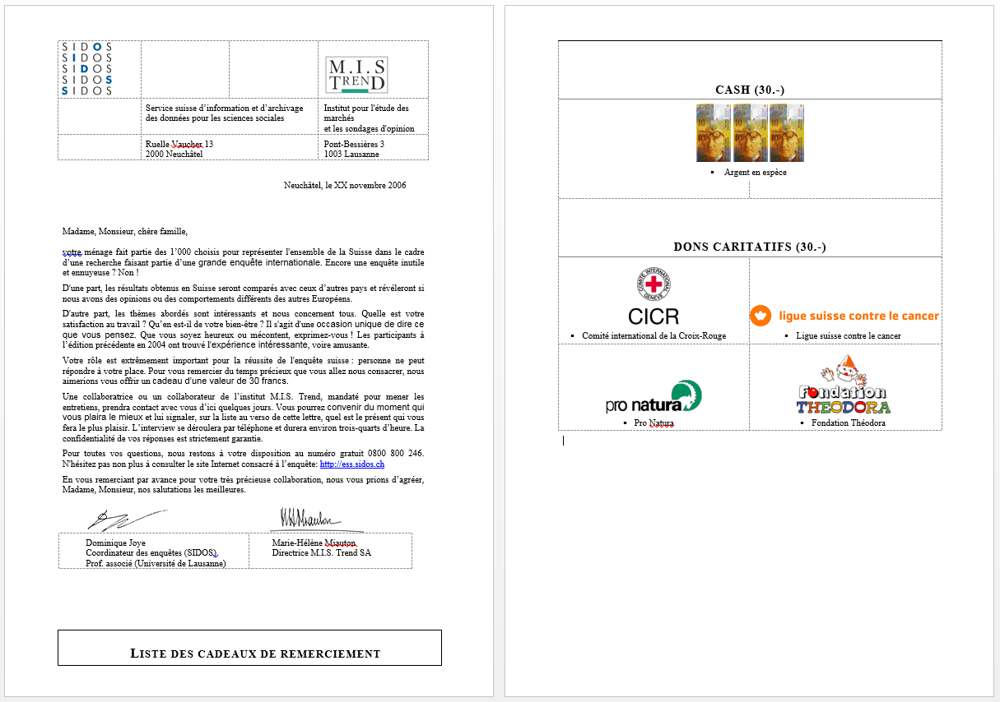 SIDOS
SIDOS
SIDOS
SIDOS
SIDOS
M.I.S
TREND
Service suisse d’information et d’archivage
des données pour les sciences sociales
Institut pour l'étude des
marchés
et les sondages d'opinion
Ruelle Vaucher 13
2000 Neuchâtel
Pont-Bessières 3
1003 Lausanne
Neuchâtel, le XX novembre 2006
Madame, Monsieur, chère famille,
votre ménage fait partie des 1’000 choisis pour représenter l'ensemble de la Suisse dans le cadre
d’une recherche faisant partie d’une grande enquête internationale. Encore une enquête inutile
et ennuyeuse ? Non !
D'une part, les résultats obtenus en Suisse seront comparés avec ceux d’autres pays et révéleront si
nous avons des opinions ou des comportements différents des autres Européens.
D'autre part, les thèmes abordés sont intéressants et nous concernent tous. Quelle est votre
satisfaction au travail ? Qu’en est-il de votre bien-être ? Il s'agit d'une occasion unique de dire ce
que vous pensez. Que vous soyez heureux ou mécontent, exprimez-vous ! Les participants à
l’édition précédente en 2004 ont trouvé l'expérience intéressante, voire amusante.
Votre rôle est extrêmement important pour la réussite de l'enquête suisse : personne ne peut
répondre à votre place. Pour vous remercier du temps précieux que vous allez nous consacrer, nous
aimerions vous offrir un cadeau d’une valeur de 30 francs.
Une collaboratrice ou un collaborateur de l’institut M.I.S. Trend, mandaté pour mener les
entretiens, prendra contact avec vous d’ici quelques jours. Vous pourrez convenir du moment qui
vous plaira le mieux et lui signaler, sur la liste au verso de cette lettre, quel est le présent qui vous
fera le plus plaisir. L’interview se déroulera par téléphone et durera environ trois-quarts d’heure. La
confidentialité de vos réponses est strictement garantie.
Pour toutes vos questions, nous restons à votre disposition au numéro gratuit 0800 800 246.
N'hésitez pas non plus à consulter le site Internet consacré à l’enquête: http://ess.sidos.ch
En vous remerciant par avance pour votre très précieuse collaboration, nous vous prions d’agréer,
Madame, Monsieur, nos salutations les meilleures.
Dominique Joye
Coordinateur des enquêtes (SIDOS)
Prof. associé (Université de Lausanne)
Marie-Hélène Miauton
Directrice M.I.S. Trend SA
LISTE DES CADEAUX DE REMERCIEMENT
CASH (30.-)
10 10 10
▪ Argent en espèce
DONS CARITATIFS (30.-)
COMITE INTERNATIONAL GENEVE
CICR
▪ Comité international de la Croix-Rouge
ligue suisse contre le cancer
▪ Ligue suisse contre le cancer
pro natura
▪ Pro Natura
Fondation
THEODORA
▪ Fondation Théodora